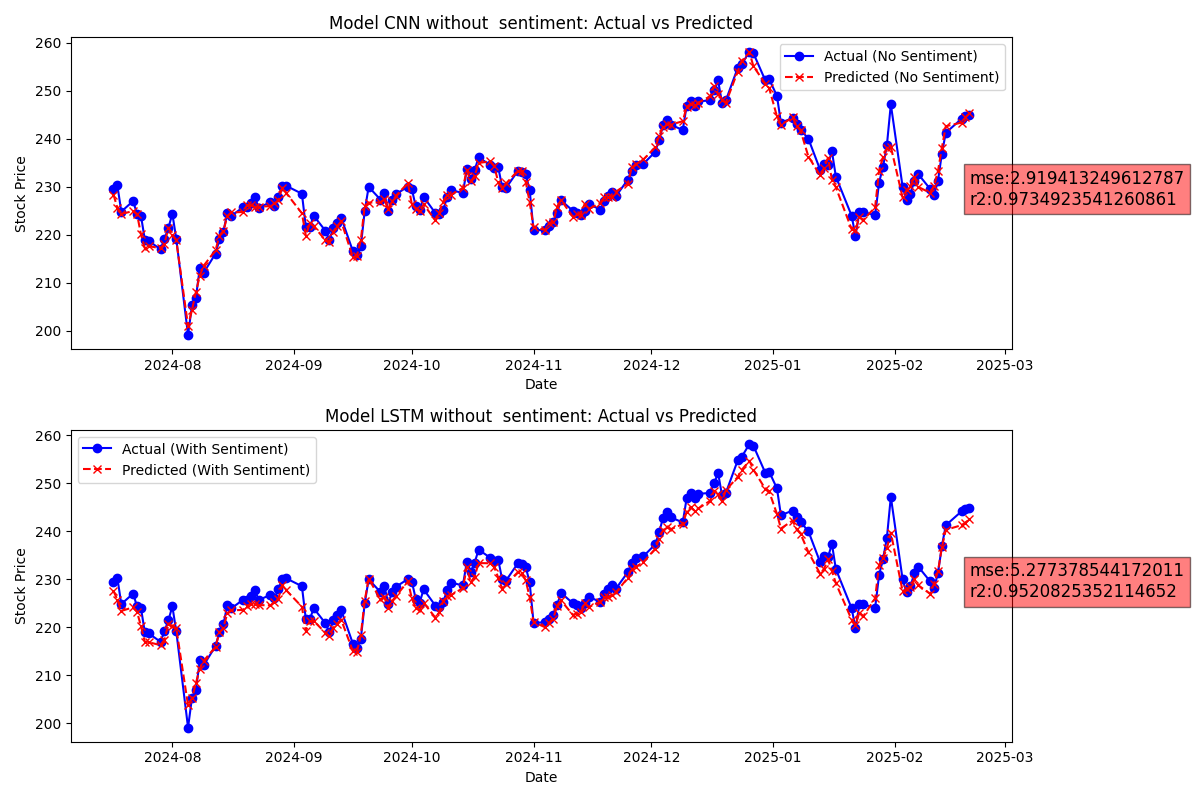 Model CNN without  sentiment: Actual vs Predicted
260
250
240
230
220
210
200
Stock Price
Actual (No Sentiment)
Predicted (No Sentiment)
mse:2.919413249612787
r2:0.9734923541260861
2024-08 2024-09 2024-10 2024-11 2024-12 2025-01 2025-02 2025-03
Date
Model LSTM without  sentiment: Actual vs Predicted
260
250
240
230
220
210
200
Stock Price
Actual (With Sentiment)
Predicted (With Sentiment)
mse:5.277378544172011
r2:0.9520825352114652
2024-08 2024-09 2024-10 2024-11 2024-12 2025-01 2025-02 2025-03
Date